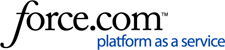 force.com™
platform as a service